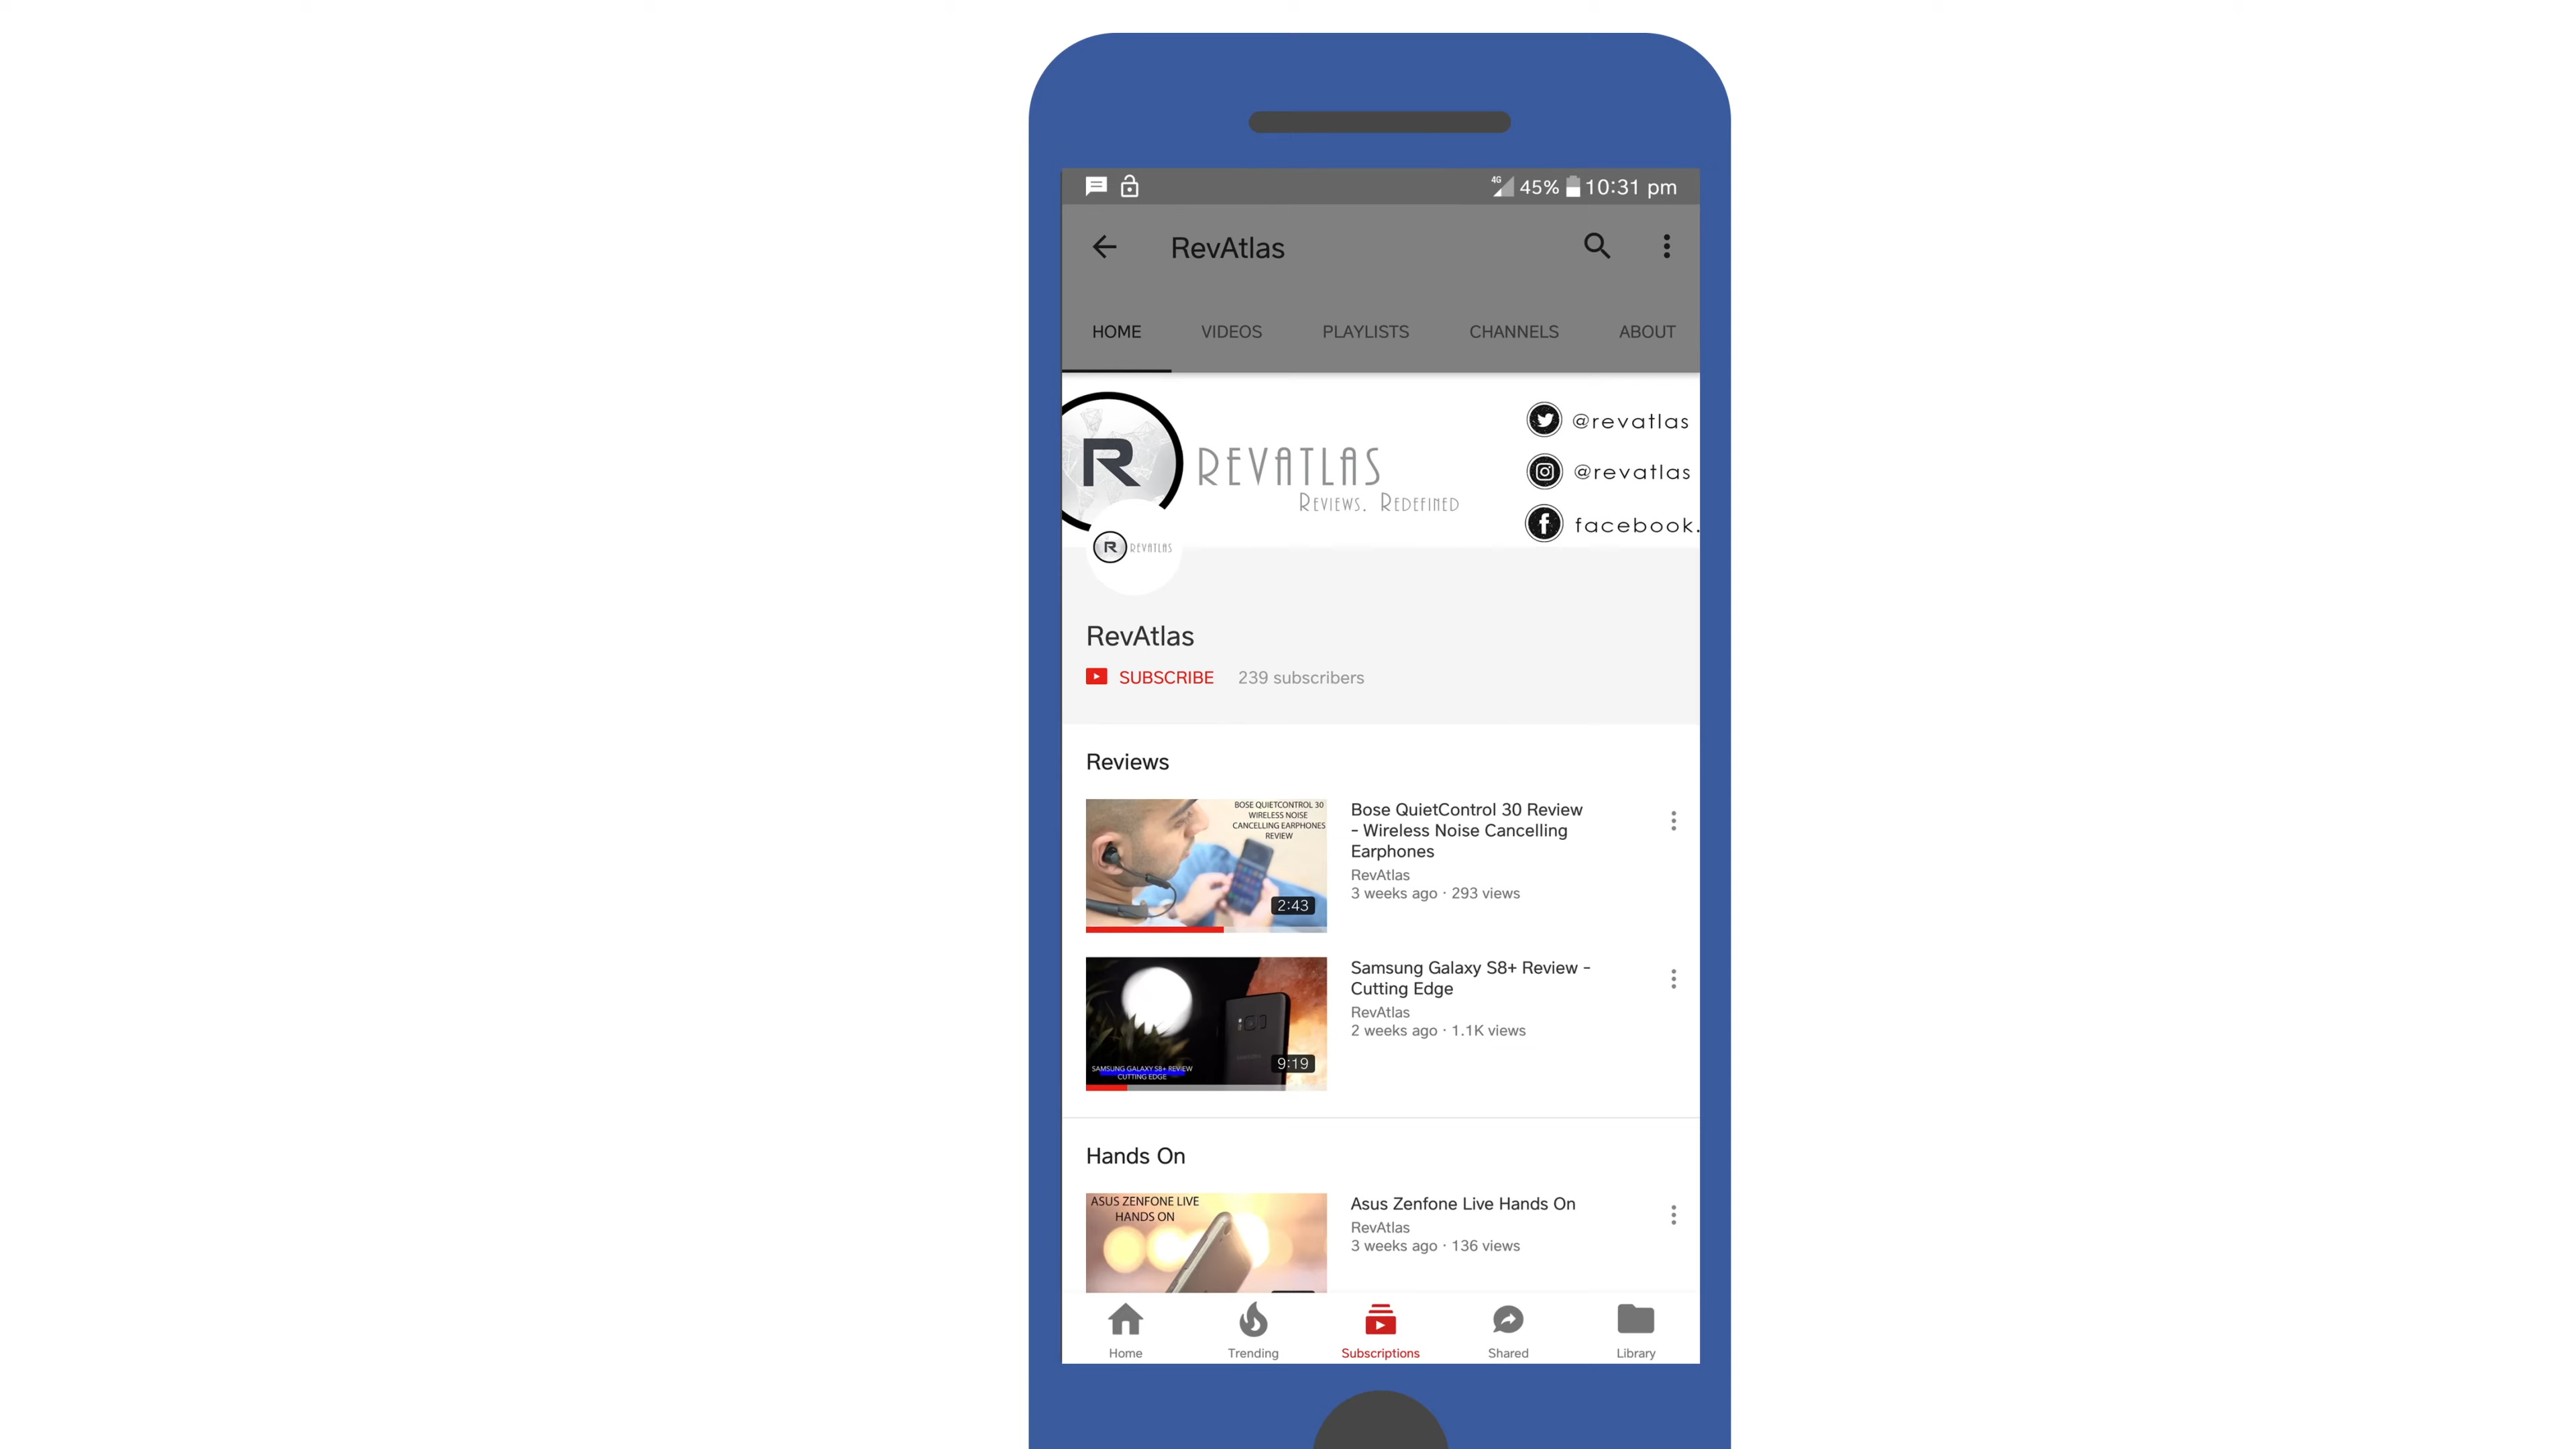 4G 45% 10:31 pm
RevAtlas
HOME VIDEOS PLAYLISTS CHANNELS ABOUT
R REVATLAS
REVIEWS. REDEFINED
@revatlas
@revatlas
facebook.
R REVATLAS
RevAtlas
SUBSCRIBE 239 subscribers
Reviews
BOSE QUIETCONTROL 30
WIRELESS NOISE
CANCELLING EARPHONES
REVIEW
2:43
Bose QuietControl 30 Review
- Wireless Noise Cancelling
Earphones
RevAtlas
3 weeks ago · 293 views
SAMSUNG GALAXY S8+ REVIEW
CUTTING EDGE
9:19
Samsung Galaxy S8+ Review -
Cutting Edge
RevAtlas
2 weeks ago · 1.1K views
Hands On
ASUS ZENFONE LIVE
HANDS ON
Asus Zenfone Live Hands On
RevAtlas
3 weeks ago · 136 views
Home Trending Subscriptions Shared Library